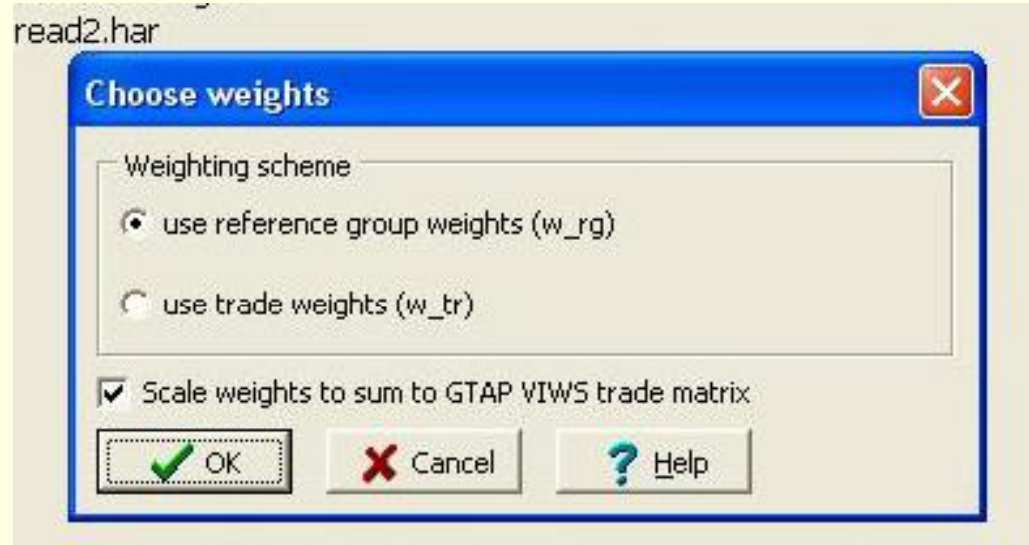 read2.har
Choose weights
Weighting scheme
use reference group weights (w_rg)
use trade weights (w_tr)
Scale weights to sum to GTAP VIWS trade matrix
OK Cancel Help